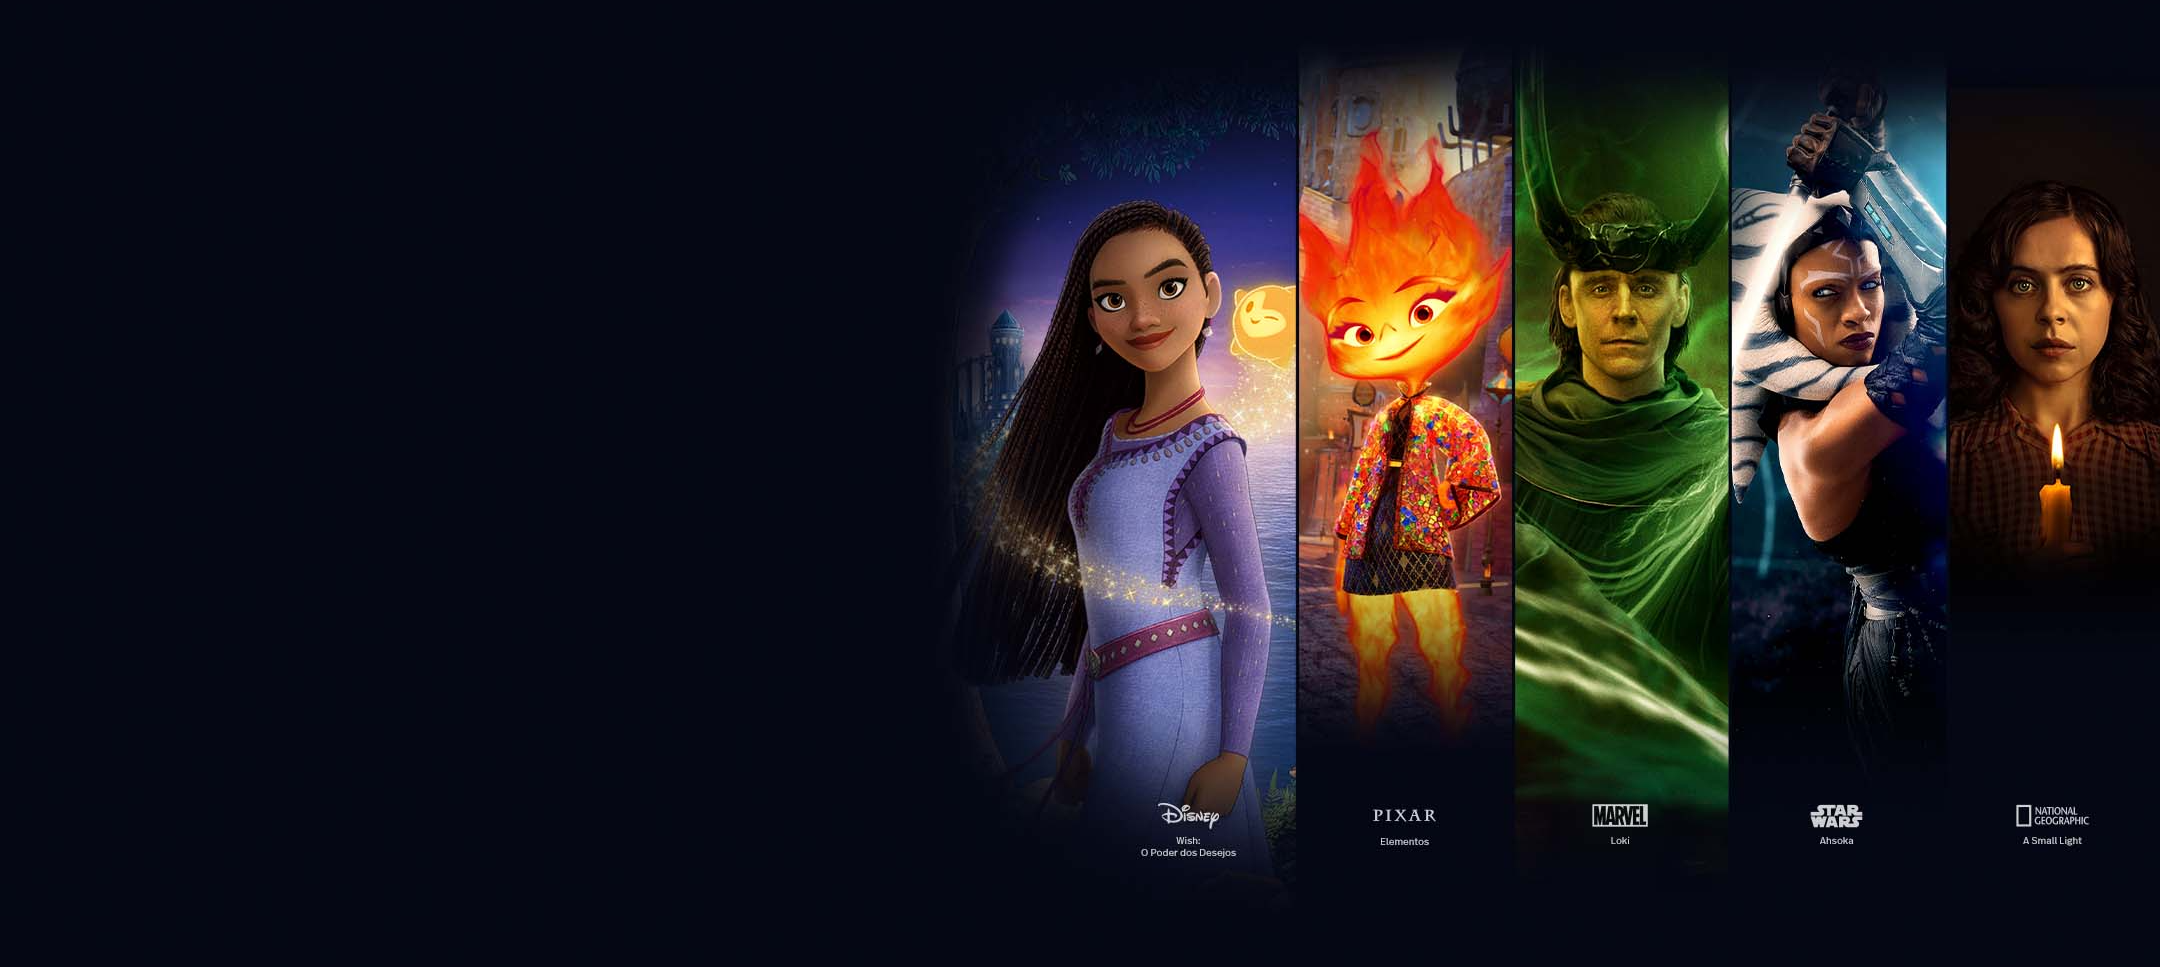 Disney
Wish:
O Poder dos Desejos
PIXAR
Elementos
MARVEL
Loki
STAR
WARS
Ahsoka
NATIONAL
GEOGRAPHIC
A Small Light